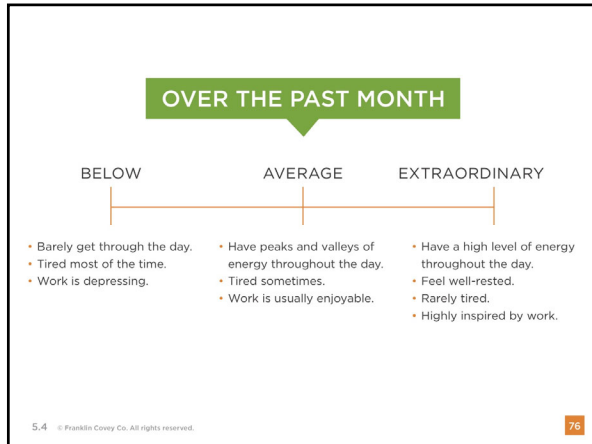 OVER THE PAST MONTH
BELOW
AVERAGE
EXTRAORDINARY
• Barely get through the day.
• Tired most of the time.
• Work is depressing.
• Have peaks and valleys of
energy throughout the day.
• Tired sometimes.
• Work is usually enjoyable.
• Have a high level of energy
throughout the day.
• Feel well-rested.
• Rarely tired.
• Highly inspired by work.
5.4 © Franklin Covey Co. All rights reserved.
76